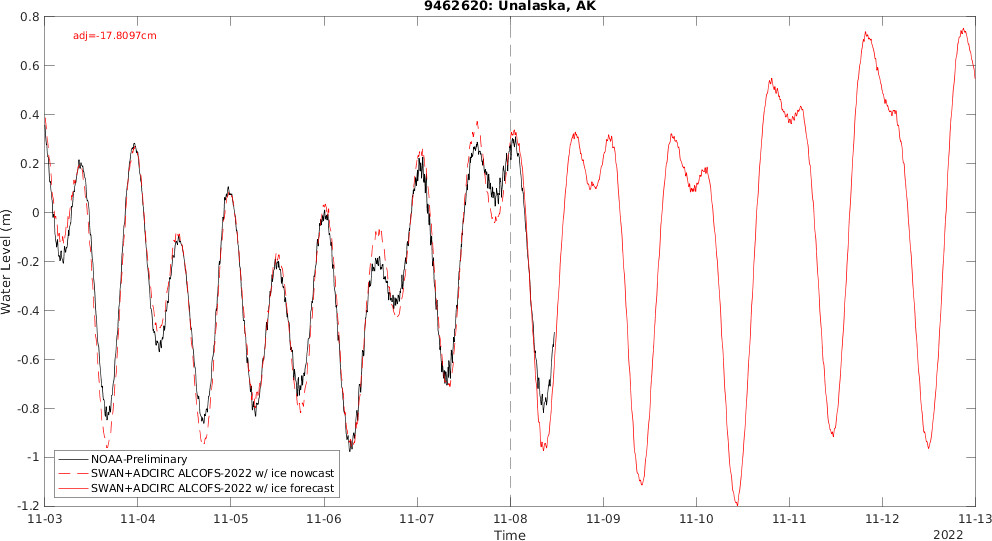 9462620: Unalaska, AK
adj=-17.8097cm
0.8
0.6
0.4
0.2
0
-0.2
-0.4
-0.6
-0.8
-1
-1.2
Water Level (m)
NOAA-Preliminary
SWAN+ADCIRC ALCOFS-2022 w/ ice nowcast
SWAN+ADCIRC ALCOFS-2022 w/ ice forecast
11-03 11-04 11-05 11-06 11-07 11-08 11-09 11-10 11-11 11-12 11-13
Time
2022